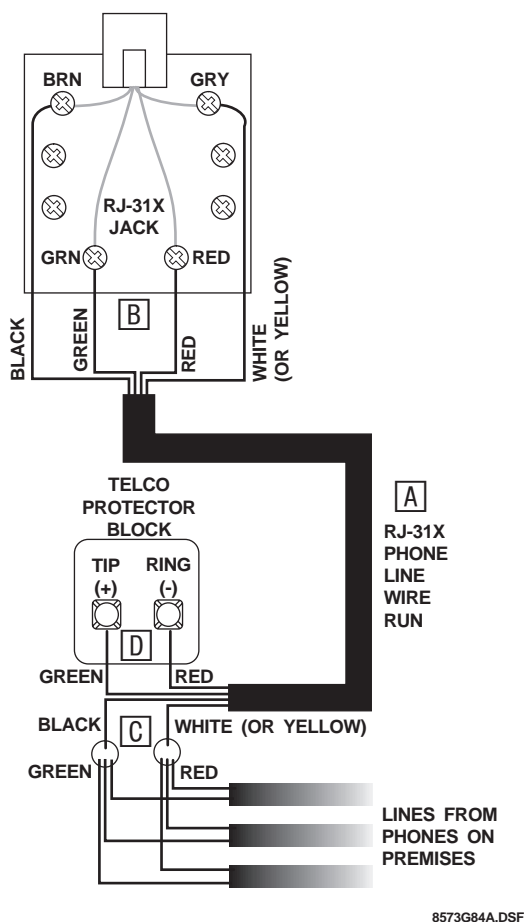 BRN
GRY
RJ-31X
JACK
GRN
RED
B
BLACK
GREEN
RED
WHITE
(OR YELLOW)
A
RJ-31X
PHONE
LINE
WIRE
RUN
TELCO
PROTECTOR
BLOCK
TIP
(+)
RING
(-)
D
GREEN
RED
BLACK
C
WHITE (OR YELLOW)
GREEN
RED
LINES FROM
PHONES ON
PREMISES
8573G84A.DSF